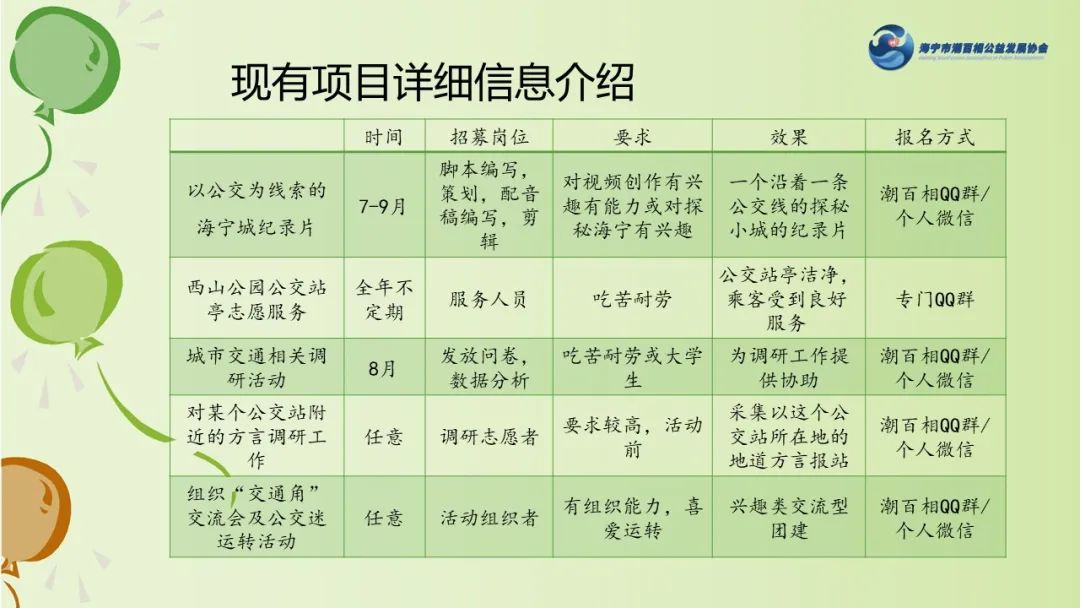 海宁市潮百相公益发展协会
现有项目详细信息介绍
时间
招募岗位
要求
效果
报名方式
以公交为线索的
海宁城纪录片
7-9月
脚本编写，
策划，配音
稿编写，剪
辑
对视频创作有兴
趣有能力或对探
秘海宁有兴趣
一个沿着一条
公交线的探秘
小城的纪录片
潮百相QQ群/
个人微信
西山公园公交站
亭志愿服务
全年不
定期
服务人员
吃苦耐劳
公交站亭洁净，
乘客受到良好
服务
专门QQ群
城市交通相关调
研活动
8月
发放问卷，
数据分析
吃苦耐劳或大学
生
为调研工作提
供协助
潮百相QQ群/
个人微信
对某个公交站附
近的方言调研工
作
任意
调研志愿者
要求较高，活动
前
采集以这个公
交站所在地的
地道方言报站
潮百相QQ群/
个人微信
组织“交通角”
交流会及公交迷
运转活动
任意
活动组织者
有组织能力，喜
爱运转
兴趣类交流型
团建
潮百相QQ群/
个人微信